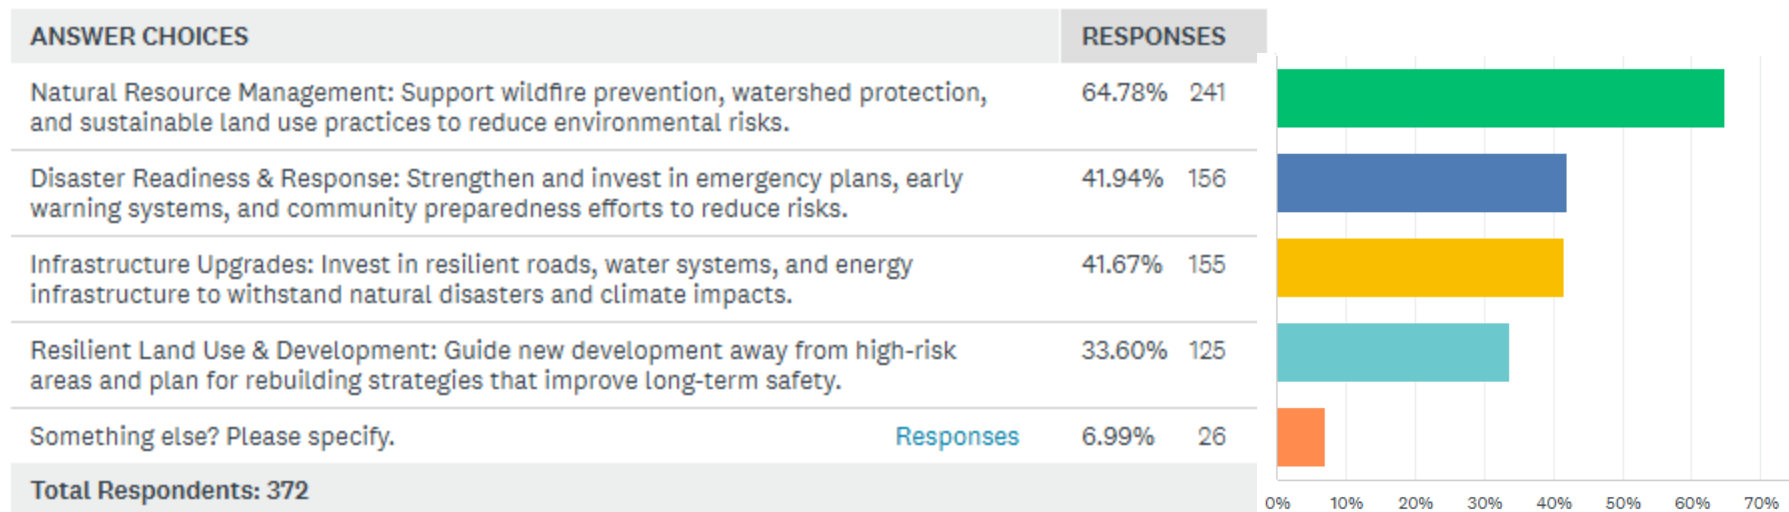 ANSWER CHOICES RESPONSES
Natural Resource Management: Support wildfire prevention, watershed protection, 64.78% 241
and sustainable land use practices to reduce environmental risks.
Disaster Readiness & Response: Strengthen and invest in emergency plans, early 41.94% 156
warning systems, and community preparedness efforts to reduce risks.
Infrastructure Upgrades: Invest in resilient roads, water systems, and energy 41.67% 155
infrastructure to withstand natural disasters and climate impacts.
Resilient Land Use & Development: Guide new development away from high-risk 33.60% 125
areas and plan for rebuilding strategies that improve long-term safety.
Something else? Please specify. Responses 6.99% 26
Total Respondents: 372
0% 10% 20% 30% 40% 50% 60% 70%